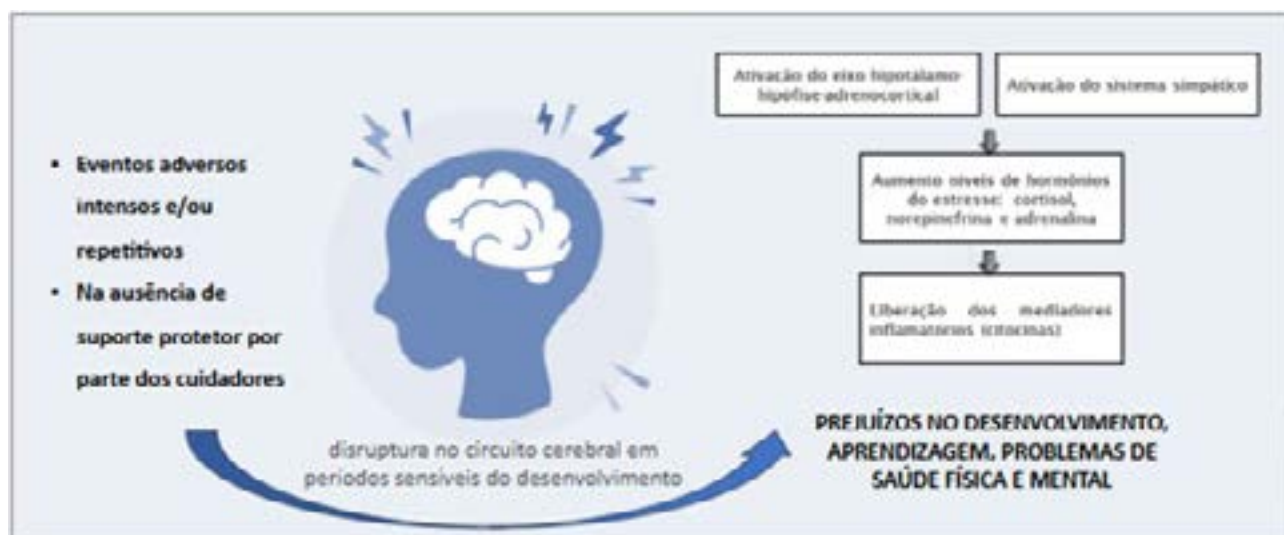 • Eventos adversos
intensos e/ou
repetitivos
• Na ausência de
suporte protetor por
parte dos cuidadores
disruptura no circuito cerebral em
períodos sensíveis do desenvolvimento
Ativação do eixo hipotálamo-
hipófise-adrenocortical
Ativação do sistema simpático
Aumento níveis de hormônios
do estresse: cortisol,
norepinefrina e adrenalina
Liberação dos mediadores
inflamatórios (citocinas)
PREJUÍZOS NO DESENVOLVIMENTO,
APRENDIZAGEM, PROBLEMAS DE
SAÚDE FÍSICA E MENTAL